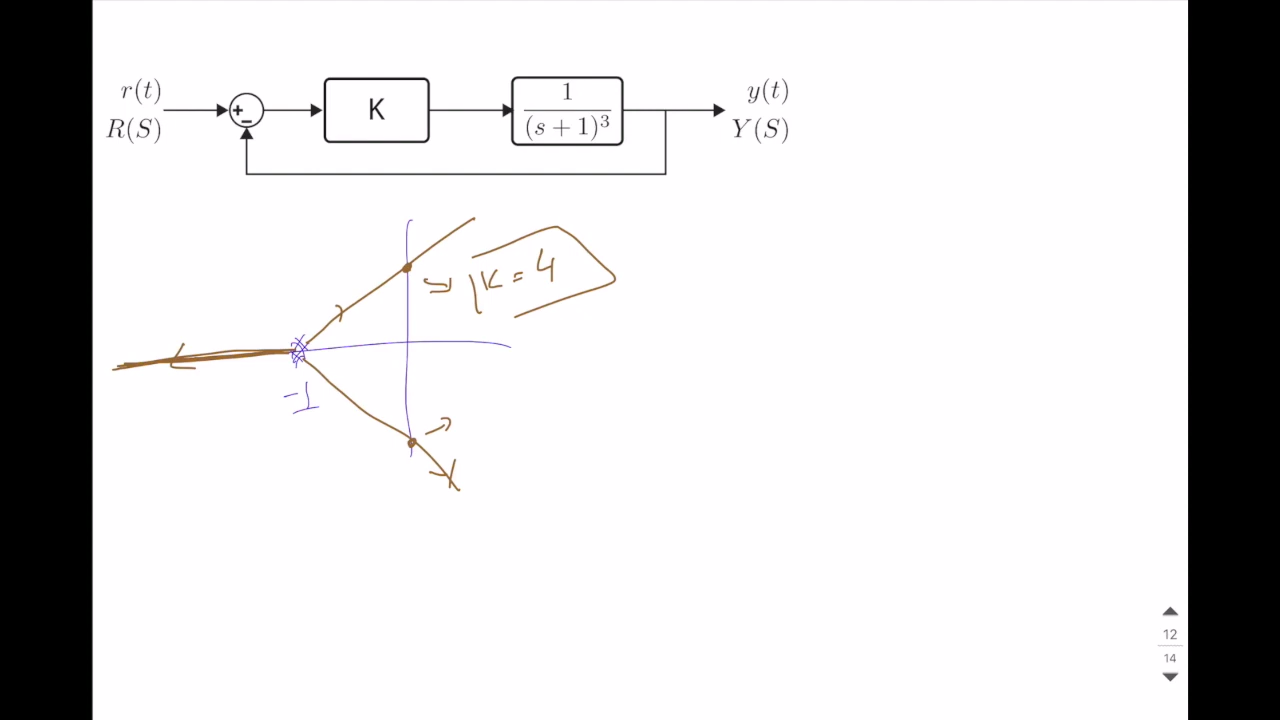 r(t)
R(S)
+
−
K
1
(s + 1)³
y(t)
Y(S)
K = 4
-1
12
14